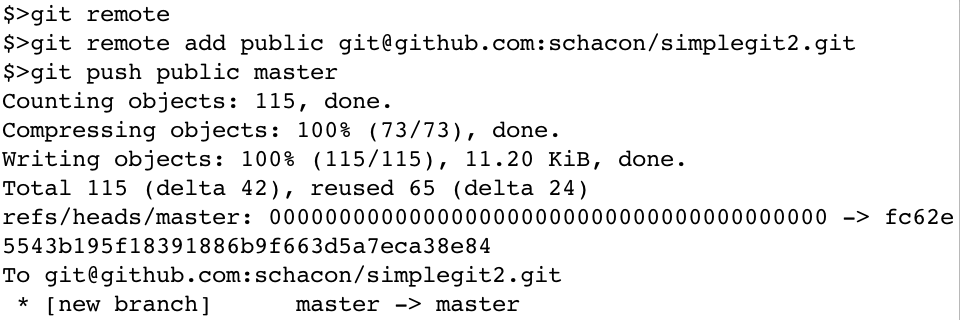 $>git remote
$>git remote add public git@github.com:schacon/simplegit2.git
$>git push public master
Counting objects: 115, done.
Compressing objects: 100% (73/73), done.
Writing objects: 100% (115/115), 11.20 KiB, done.
Total 115 (delta 42), reused 65 (delta 24)
refs/heads/master: 0000000000000000000000000000000000000000 -> fc62e
5543b195f18391886b9f663d5a7eca38e84
To git@github.com:schacon/simplegit2.git
 * [new branch]      master -> master